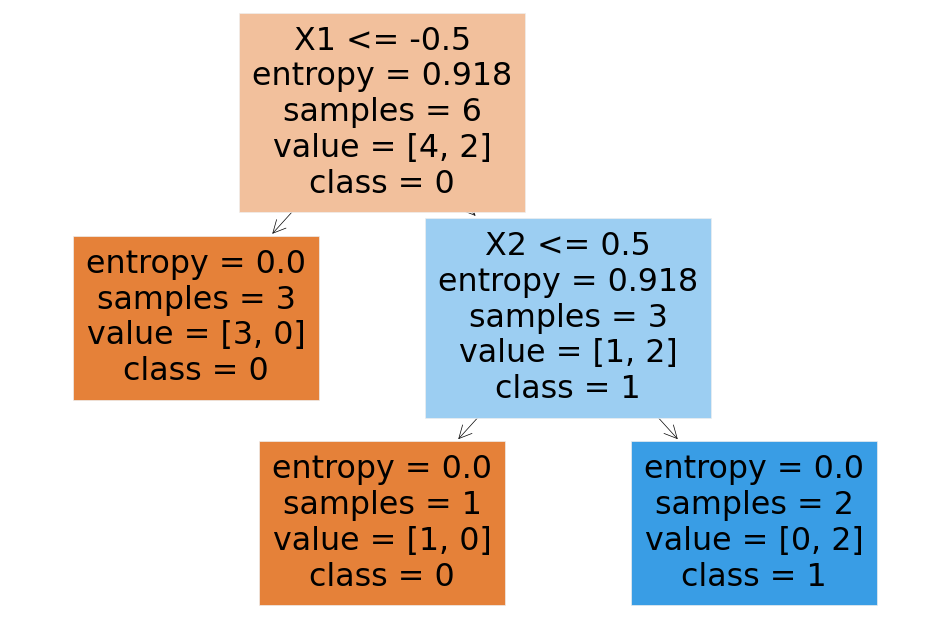 X1 <= -0.5
entropy = 0.918
samples = 6
value = [4, 2]
class = 0
entropy = 0.0
samples = 3
value = [3, 0]
class = 0
X2 <= 0.5
entropy = 0.918
samples = 3
value = [1, 2]
class = 1
entropy = 0.0
samples = 1
value = [1, 0]
class = 0
entropy = 0.0
samples = 2
value = [0, 2]
class = 1